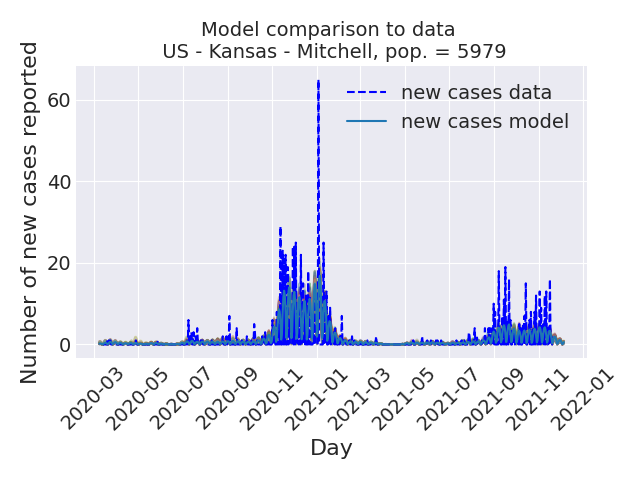 Model comparison to data
US - Kansas - Mitchell, pop. = 5979
Number of new cases reported
60
40
20
0
new cases data
new cases model
2020-03
2020-05
2020-07
2020-09
2020-11
2021-01
2021-03
2021-05
2021-07
2021-09
2021-11
2022-01
Day